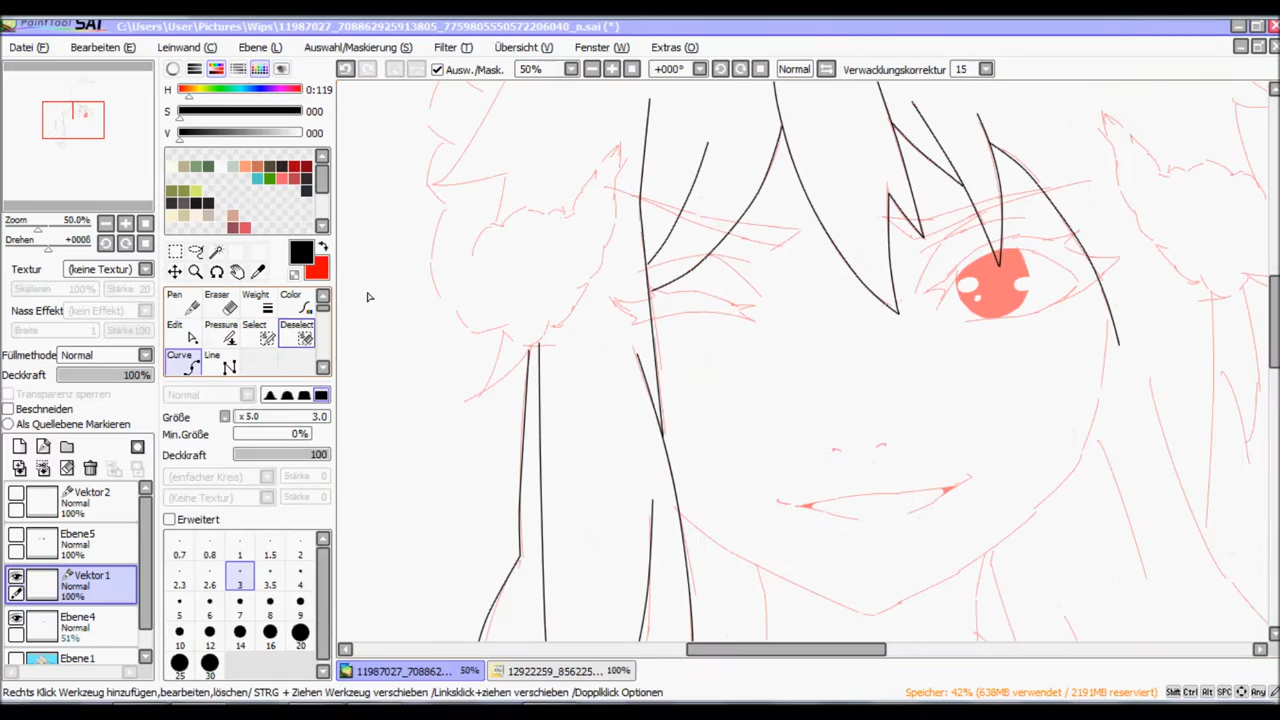 PaintTool SAI C:\Users\User\Pictures\Wips\11987027_708862925913805_7759805550572206040_n.sai (*)
Datei (F) Bearbeiten (E) Leinwand (C) Ebene (L) Auswahl/Maskierung (S) Filter (T) Übersicht (V) Fenster (W) Extras (O)
Ausw./Mask. 50% +000° Normal Verwacklungskorrektur 15
H 0:119
S 000
V 000
Zoom 50.0%
Drehen +000ß
Textur (keine Textur)
Skalieren 100% Stärke 20
Nass Effekt (kein Effekt)
Breite 1 Stärke 100
Füllmethode Normal
Deckkraft 100%
Transparenz sperren
Beschneiden
Als Quellebene Markieren
Vektor2
Normal
100%
Ebene5
Normal
100%
Vektor1
Normal
100%
Ebene4
Normal
51%
Ebene1
Pen Eraser Weight Color
Edit Pressure Select Deselect
Curve Line
Normal
Größe x 5.0 3.0
Min.Größe 0%
Deckkraft 100
(einfacher Kreis) Stärke 0
(Keine Textur) Stärke 0
Erweitert
0.7 0.8 1 1.5 2
2.3 2.6 3 3.5 4
5 6 7 8 9
10 12 14 16 20
25 30
11987027_708862... 50% 12922259_856225... 100%
Rechts Klick Werkzeug hinzufügen,bearbeiten,löschen/ STRG + Ziehen Werkzeug verschieben /Linksklick+ziehen verschieben /Dopplklick Optionen
Speicher: 42% (638MB verwendet / 2191MB reserviert) Shift Ctrl Alt SPC Any